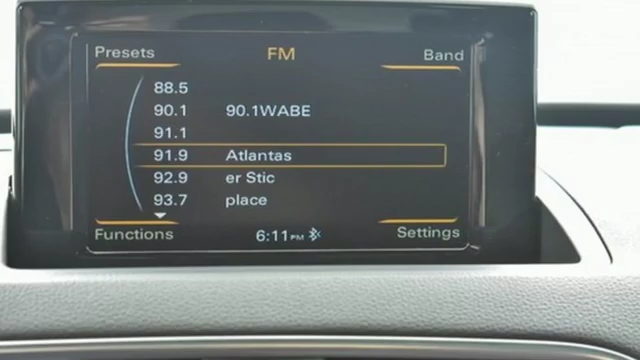 Presets FM Band
88.5
90.1 90.1WABE
91.1
91.9 Atlantas
92.9 er Stic
93.7 place
Functions 6:11PM Settings